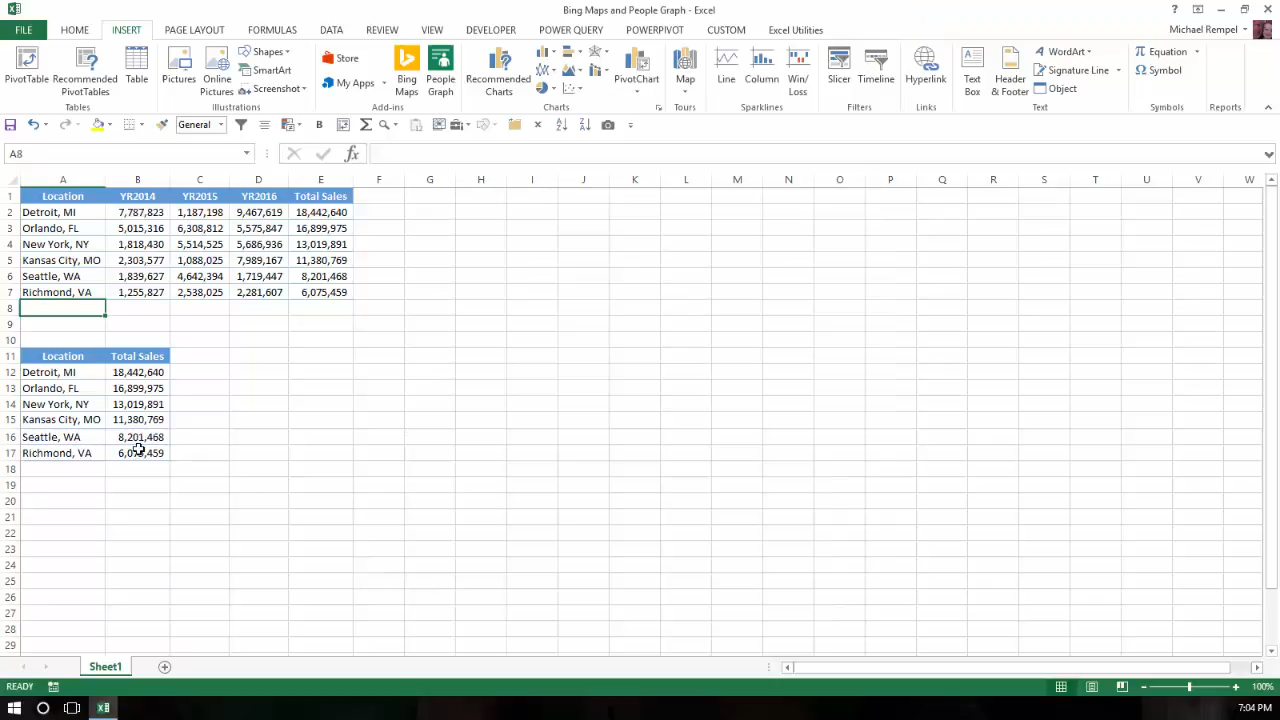 Bing Maps and People Graph - Excel
FILE HOME INSERT PAGE LAYOUT FORMULAS DATA REVIEW VIEW DEVELOPER POWER QUERY POWERPIVOT CUSTOM Excel Utilities Michael Rempel
PivotTable Recommended PivotTables Table Pictures Online Pictures Shapes SmartArt Screenshot Store My Apps Bing Maps People Graph Recommended Charts PivotChart Map Line Column Win/Loss Slicer Timeline Hyperlink Text Box Header & Footer WordArt Signature Line Object Equation Symbol
Tables Illustrations Add-ins Charts Tours Sparklines Filters Links Text Symbols Reports
General
A8
A B C D E F G H I J K L M N O P Q R S T U V W
1 Location YR2014 YR2015 YR2016 Total Sales
2 Detroit, MI 7,787,823 1,187,198 9,467,619 18,442,640
3 Orlando, FL 5,015,316 6,308,812 5,575,847 16,899,975
4 New York, NY 1,818,430 5,514,525 5,686,936 13,019,891
5 Kansas City, MO 2,303,577 1,088,025 7,989,167 11,380,769
6 Seattle, WA 1,839,627 4,642,394 1,719,447 8,201,468
7 Richmond, VA 1,255,827 2,538,025 2,281,607 6,075,459
8
9
10
11 Location Total Sales
12 Detroit, MI 18,442,640
13 Orlando, FL 16,899,975
14 New York, NY 13,019,891
15 Kansas City, MO 11,380,769
16 Seattle, WA 8,201,468
17 Richmond, VA 6,075,459
18
19
20
21
22
23
24
25
26
27
28
29
Sheet1
READY 100%
7:04 PM